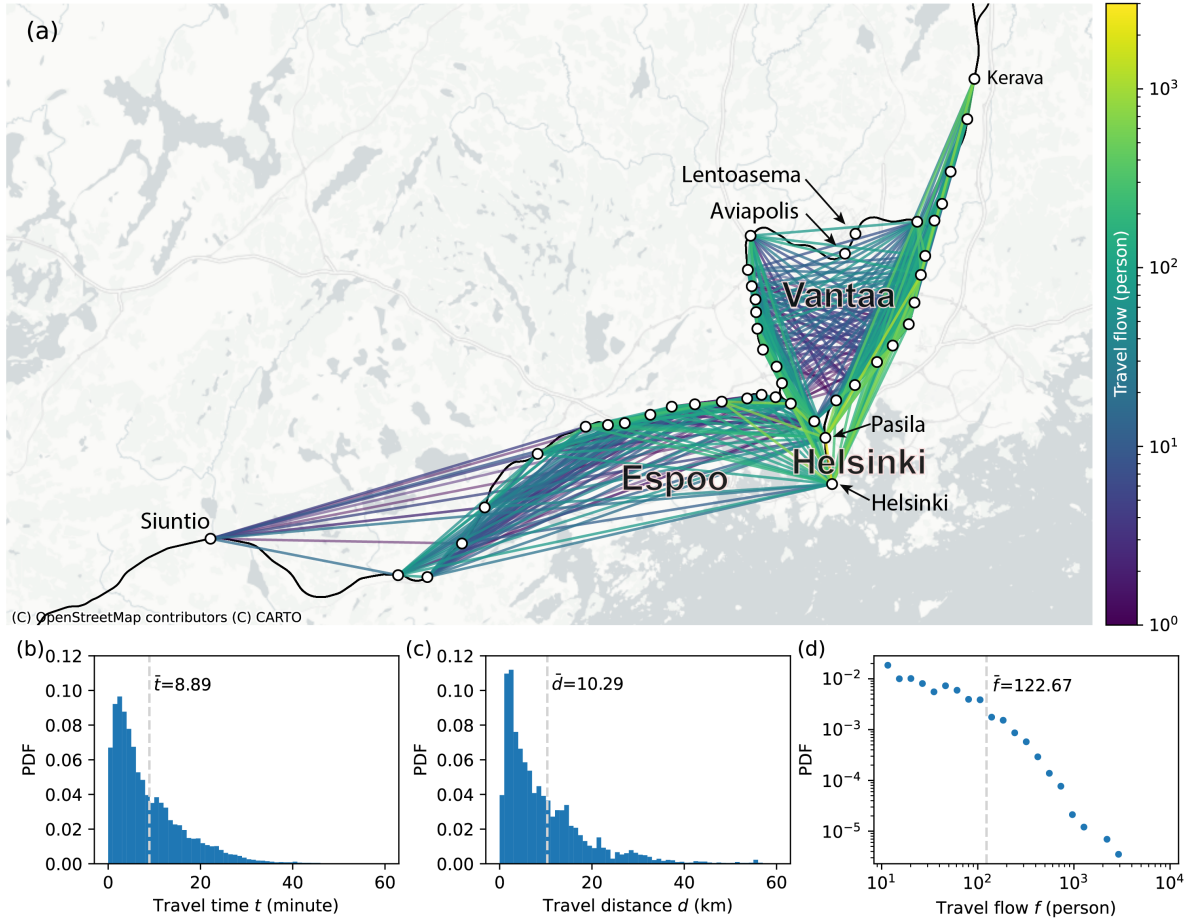 (a)
Kerava
Lentoasema
Aviapolis
Vantaa
Pasila
Helsinki
Espoo
Helsinki
Siuntio
(C) OpenStreetMap contributors (C) CARTO
10³
10²
10¹
10⁰
Travel flow (person)
(b)
0.12
0.10
0.08
0.06
0.04
0.02
0.00
PDF
t̄=8.89
0 20 40 60
Travel time t (minute)
(c)
0.12
0.10
0.08
0.06
0.04
0.02
0.00
PDF
d̄=10.29
0 20 40 60
Travel distance d (km)
(d)
10⁻²
10⁻³
10⁻⁴
10⁻⁵
PDF
f̄=122.67
10¹ 10² 10³ 10⁴
Travel flow f (person)